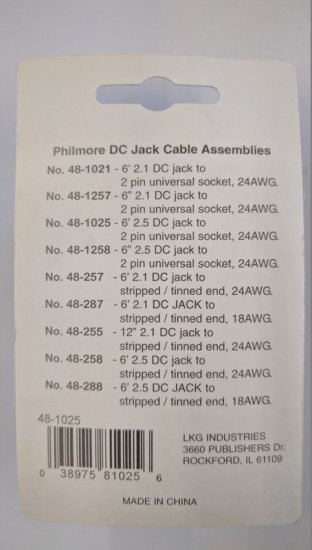 Philmore DC Jack Cable Assemblies
No. 48-1021 - 6' 2.1 DC jack to
2 pin universal socket, 24AWG.
No. 48-1257 - 6" 2.1 DC jack to
2 pin universal socket, 24AWG.
No. 48-1025 - 6' 2.5 DC jack to
2 pin universal socket, 24AWG.
No. 48-1258 - 6" 2.5 DC jack to
2 pin universal socket, 24AWG.
No. 48-257 - 6' 2.1 DC jack to
stripped / tinned end, 24AWG.
No. 48-287 - 6' 2.1 DC JACK to
stripped / tinned end, 18AWG.
No. 48-255 - 12" 2.1 DC jack to
stripped / tinned end, 24AWG.
No. 48-258 - 6' 2.5 DC jack to
stripped / tinned end, 24AWG.
No. 48-288 - 6' 2.5 DC JACK to
stripped / tinned end, 18AWG.
48-1025
0 38975 81025 6
LKG INDUSTRIES
3660 PUBLISHERS Dr.
ROCKFORD, IL 61109
MADE IN CHINA